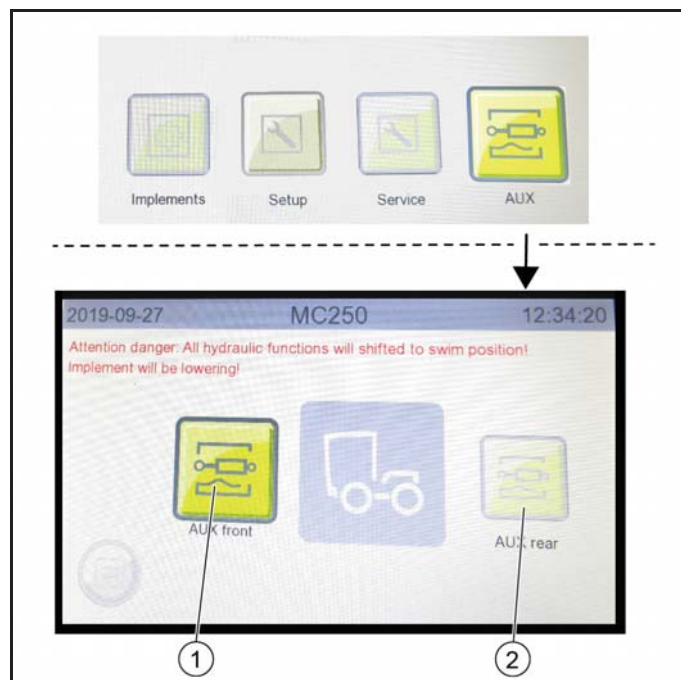 Implements Setup Service AUX
2019-09-27 MC250 12:34:20
Attention danger: All hydraulic functions will shifted to swim position!
Implement will be lowering!
AUX front
AUX rear
1 2